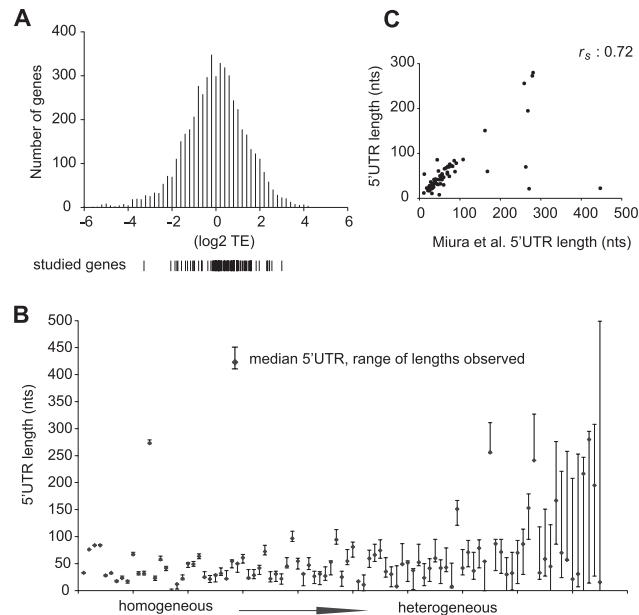 A
Number of genes
400
300
200
100
0
-6
-4
-2
0
2
4
6
(log2 TE)
studied genes
C
r_s : 0.72
5'UTR length (nts)
300
200
100
0
0
100
200
300
400
500
Miura et al. 5'UTR length (nts)
B
5'UTR length (nts)
500
450
400
350
300
250
200
150
100
50
0
median 5'UTR, range of lengths observed
homogeneous
heterogeneous